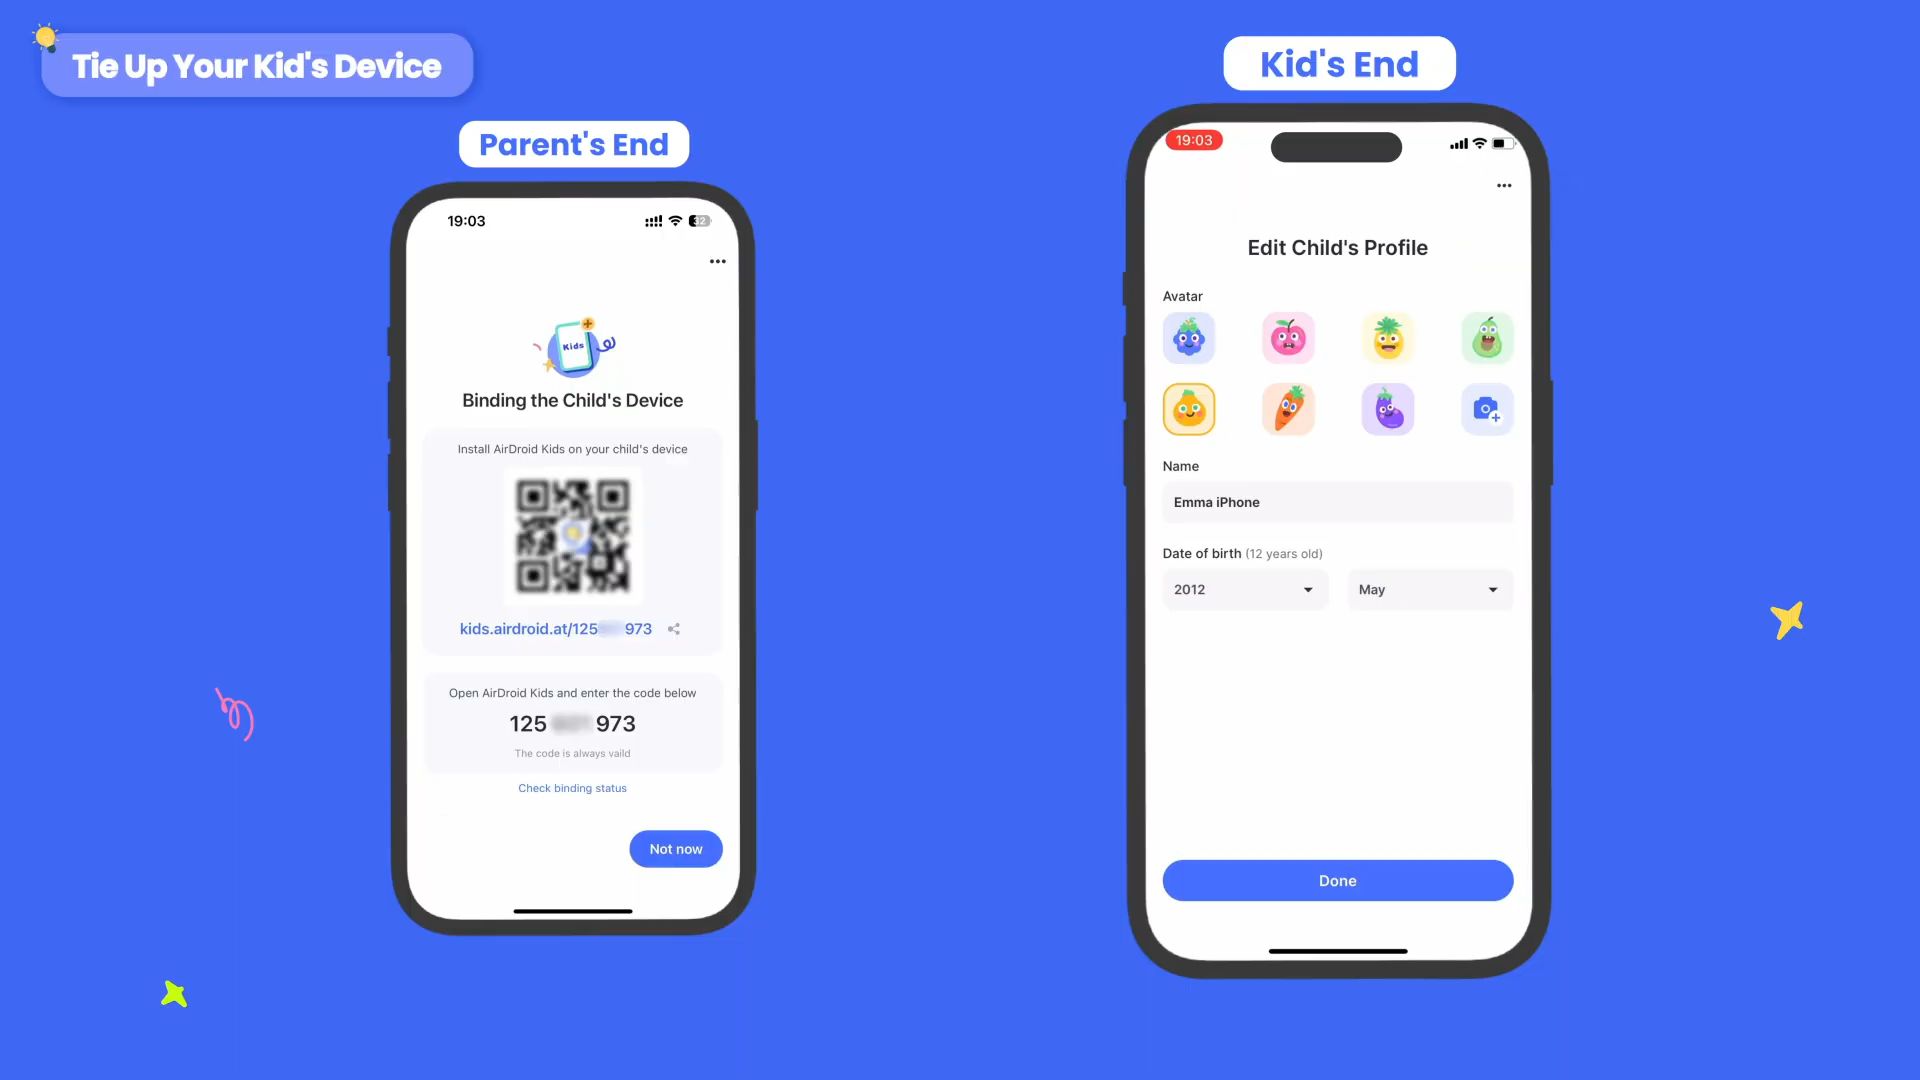 Tie Up Your Kid's Device
Parent's End
19:03
32
Kids
Binding the Child's Device
Install AirDroid Kids on your child's device
kids.airdroid.at/125 973
Open AirDroid Kids and enter the code below
125 973
The code is always vaild
Check binding status
Not now
Kid's End
19:03
Edit Child's Profile
Avatar
Name
Emma iPhone
Date of birth (12 years old)
2012
May
Done